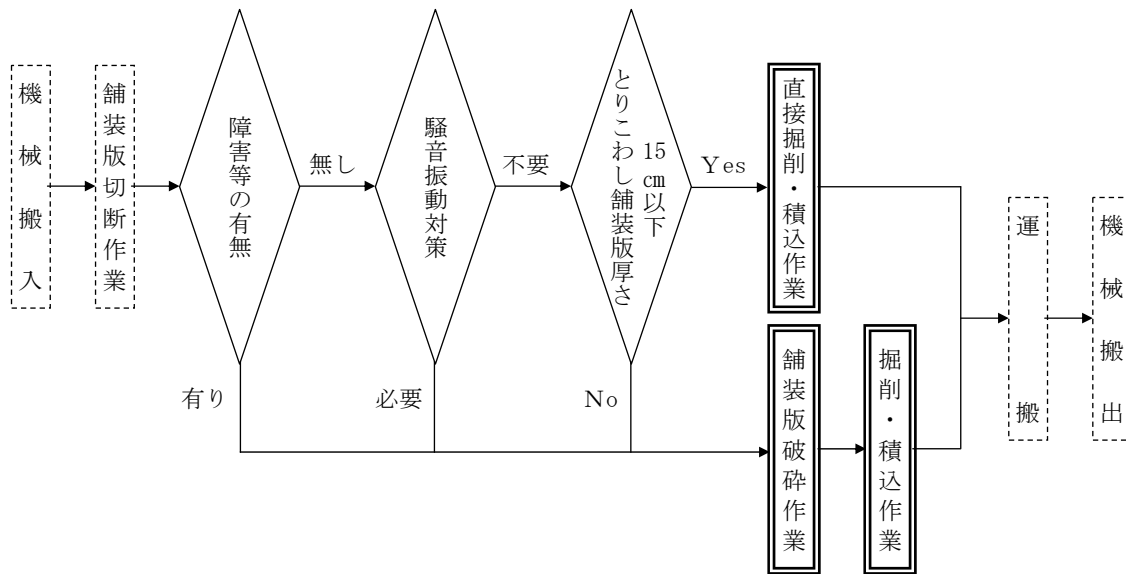 機械搬入
舗装版切断作業
障害等の有無
無し
有り
騒音振動対策
不要
必要
とりこわし舗装版厚さ
15
㎝以下
Yes
No
直接掘削・積込作業
舗装版破砕作業
掘削・積込作業
運搬
機械搬出